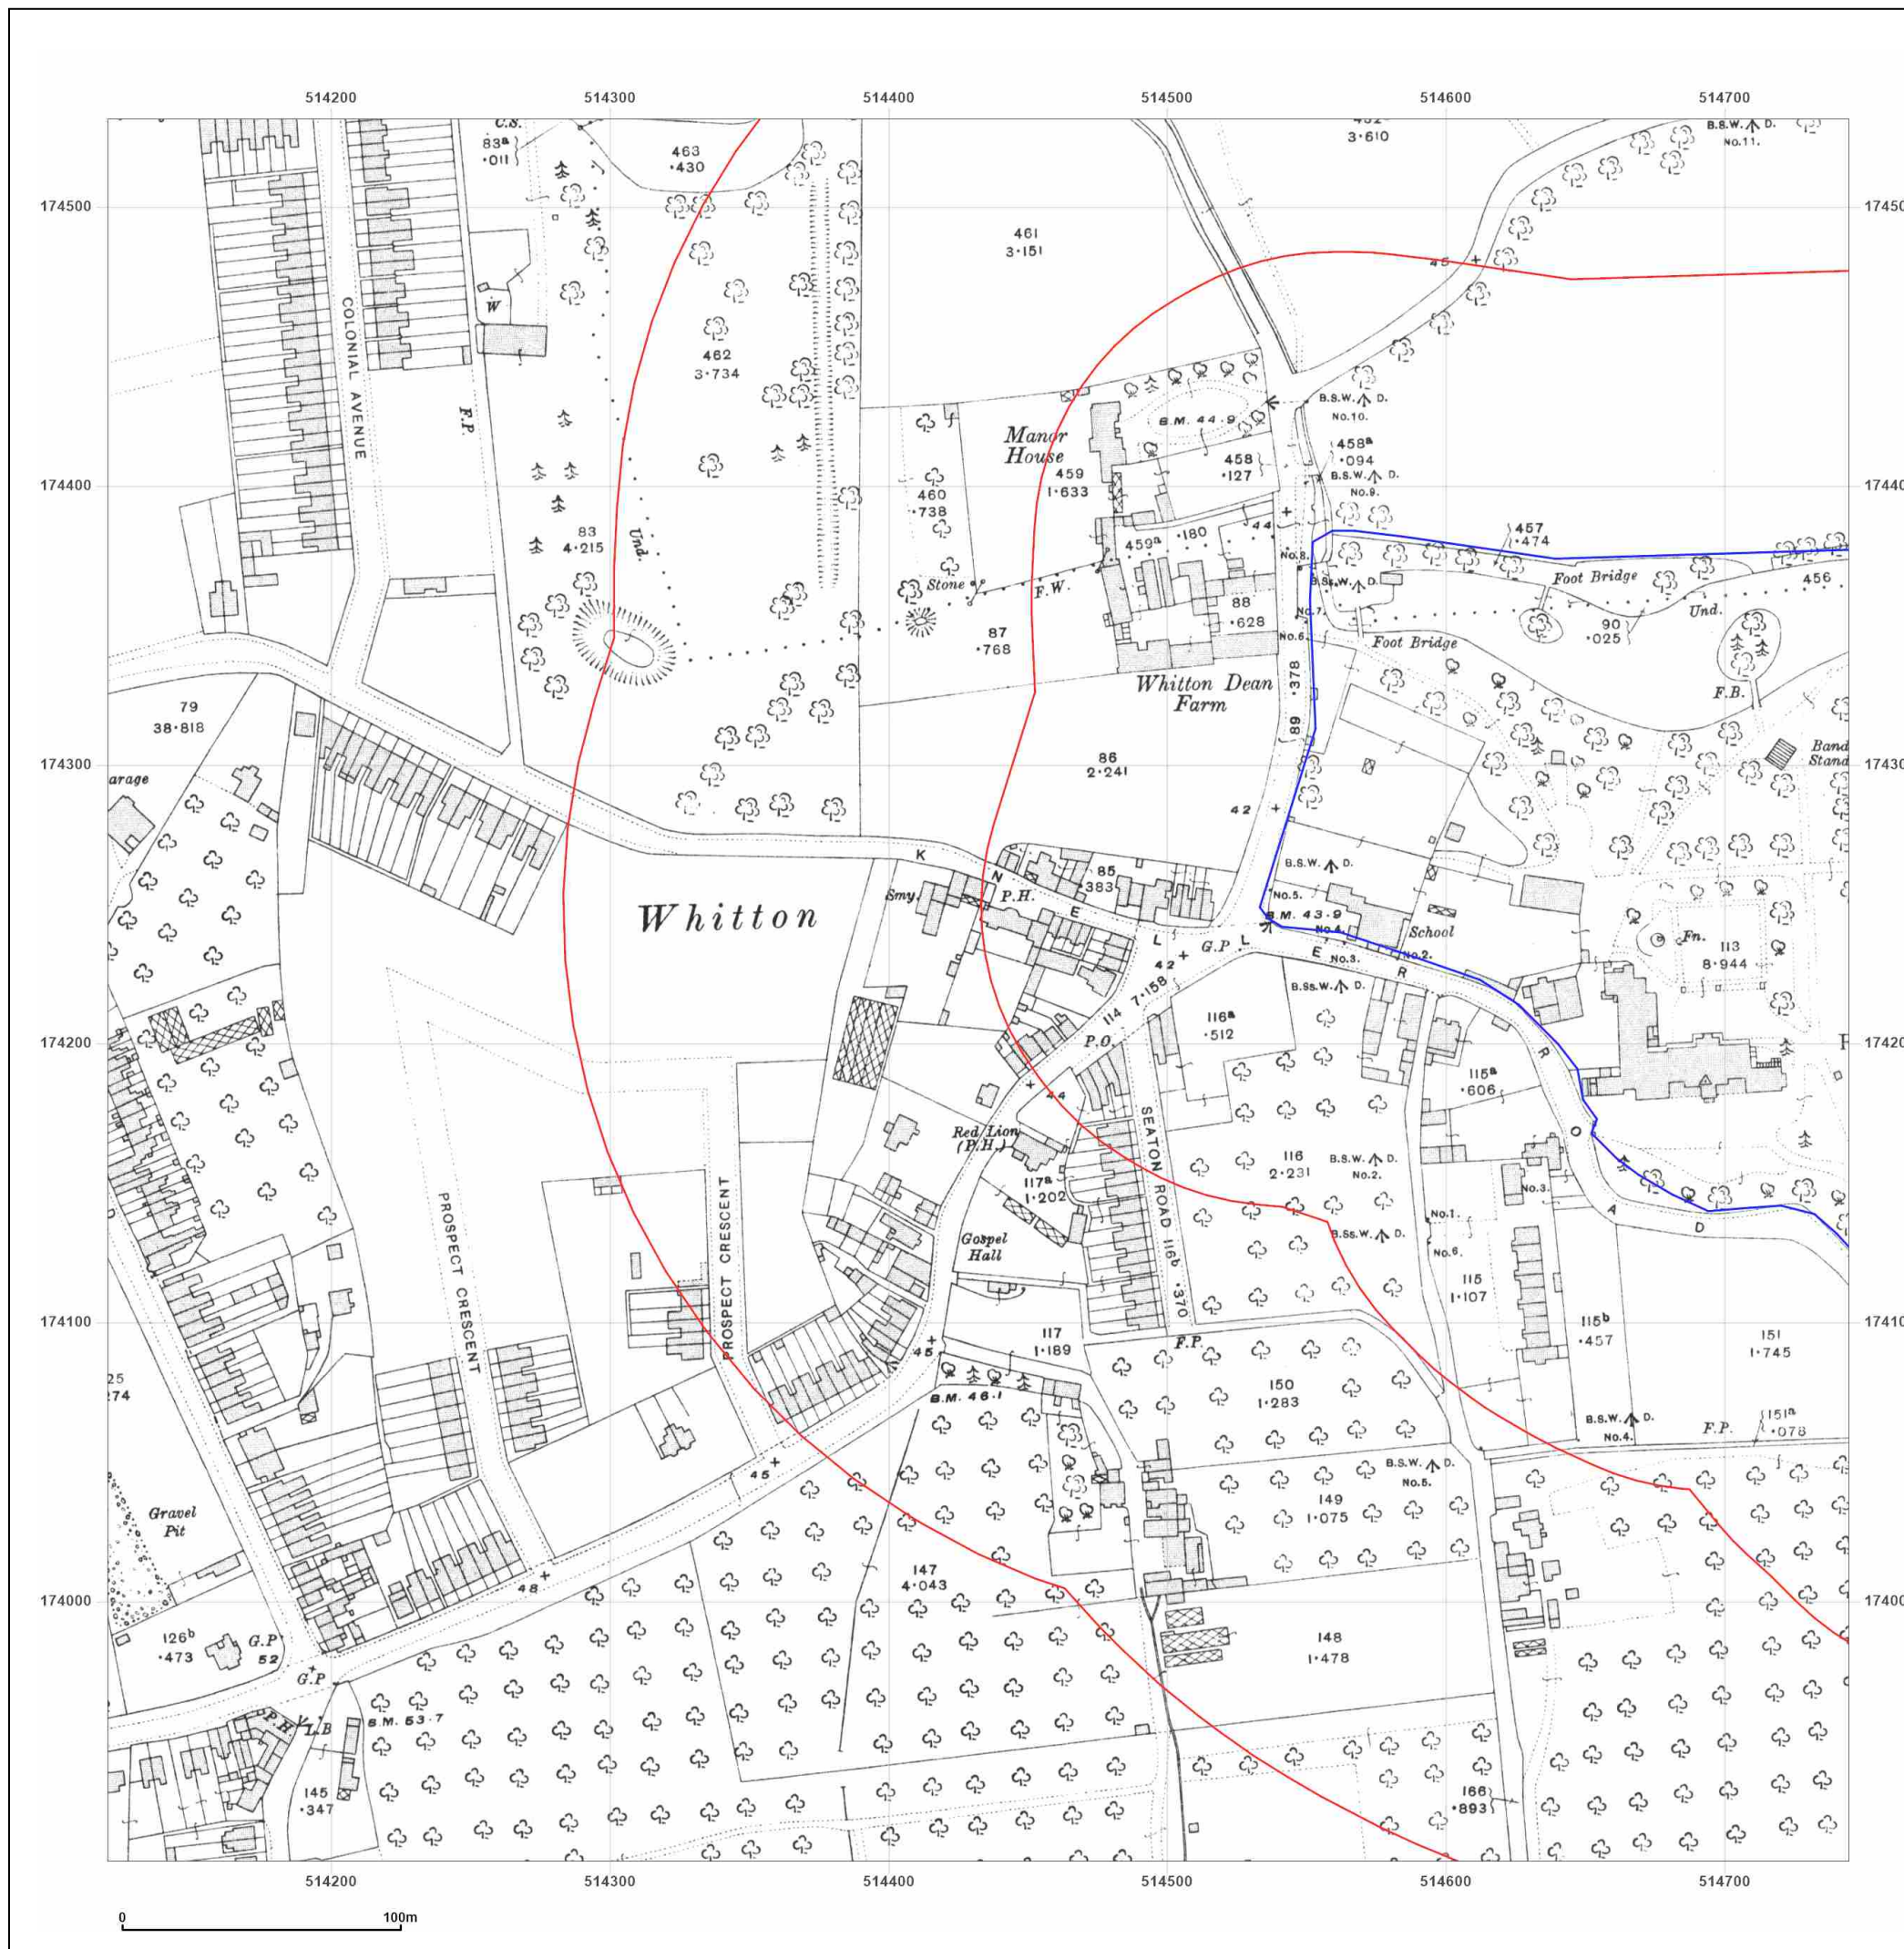 514200 514300 514400 514500 514600 514700
C.S.
83ª
·011
463
·430
3·610
B.S.W. D.
No.11.
174500
461
3·151
45
COLONIAL AVENUE
W
F.P.
462
3·734
B.M. 44·9
B.S.W. D.
No.10.
Manor
House
459
1·633
458
·127
458ª
·094
B.S.W. D.
No.9.
460
·738
174400
83
4·215
Und.
459ª
·180
44
457
·474
No.8.
Stone
F.W.
B.Ss.W. D.
Foot Bridge
456
Und.
88
·628
No.7.
No.6.
90
·025
87
·768
Foot Bridge
Whitton Dean
Farm
89 ·378
F.B.
79
38·818
Band
Stand
174300
86
2·241
arage
42
K N E L L E R R O A D
Smy.
P.H.
85
·383
B.S.W. D.
No.5.
B.M. 43·9
No.4.
School
Fn.
Whitton
G.P
42
No.3.
No.2.
113
8·944
114
7·158
B.Ss.W. D.
116ª
·512
P.O.
174200
44
115ª
·606
Red Lion
(P.H.)
SEATON ROAD
116
2·231
B.S.W. D.
No.2.
No.3.
117ª
1·202
PROSPECT CRESCENT
PROSPECT CRESCENT
No.1.
B.Ss.W. D.
No.6.
Gospel
Hall
116ᵇ
·370
115
1·107
174100
117
1·189
F.P.
115ᵇ
·457
151
1·745
45
25
·274
B.M. 46·1
150
1·283
B.S.W. D.
No.4.
F.P.
151ª
·078
45
B.S.W. D.
No.5.
149
1·075
Gravel
Pit
147
4·043
48
174000
126ᵇ
·473
G.P
52
G.P
148
1·478
P.H
L.B
B.M. 53·7
145
·347
166
·893
514200 514300 514400 514500 514600 514700
0 100m